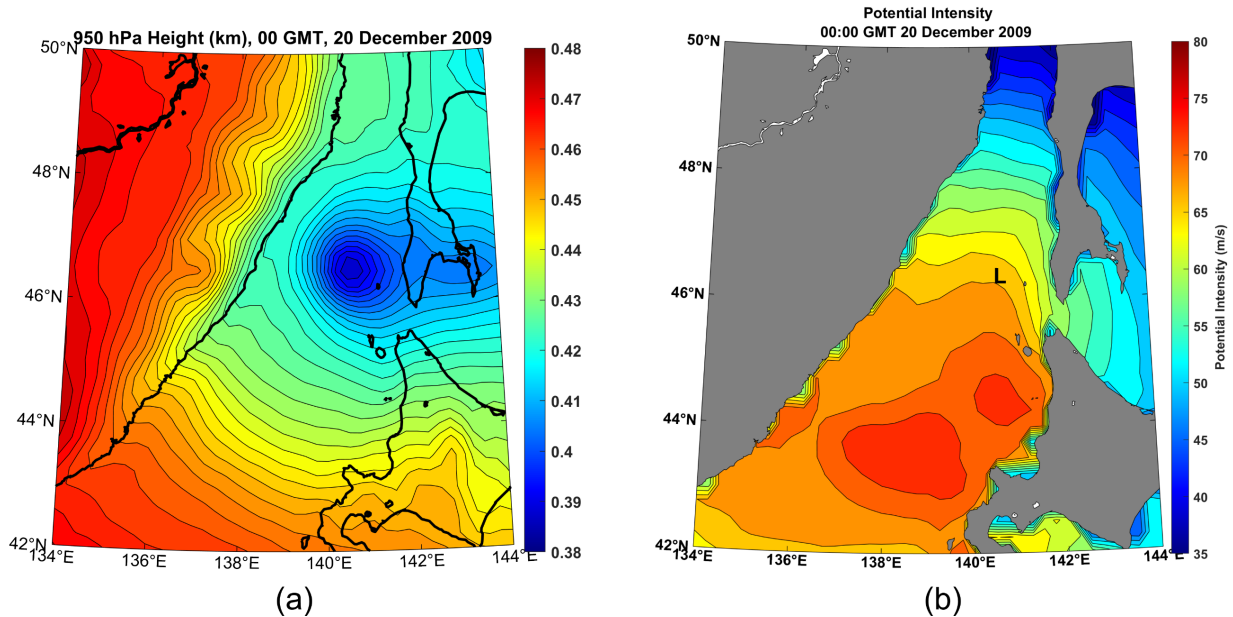 950 hPa Height (km), 00 GMT, 20 December 2009
50°N
48°N
46°N
44°N
42°N
134°E
136°E
138°E
140°E
142°E
144°E
0.48
0.47
0.46
0.45
0.44
0.43
0.42
0.41
0.4
0.39
0.38
(a)
Potential Intensity
00:00 GMT 20 December 2009
50°N
48°N
46°N
44°N
42°N
134°E
136°E
138°E
140°E
142°E
144°E
L
80
75
70
65
60
55
50
45
40
35
Potential Intensity (m/s)
(b)